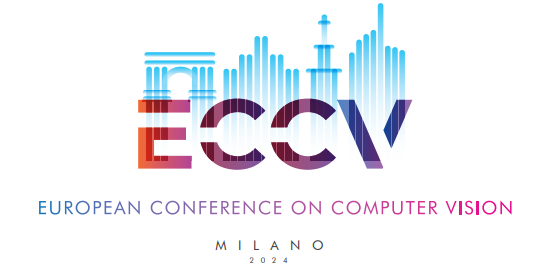 ECCV
EUROPEAN CONFERENCE ON COMPUTER VISION
MILANO
2024